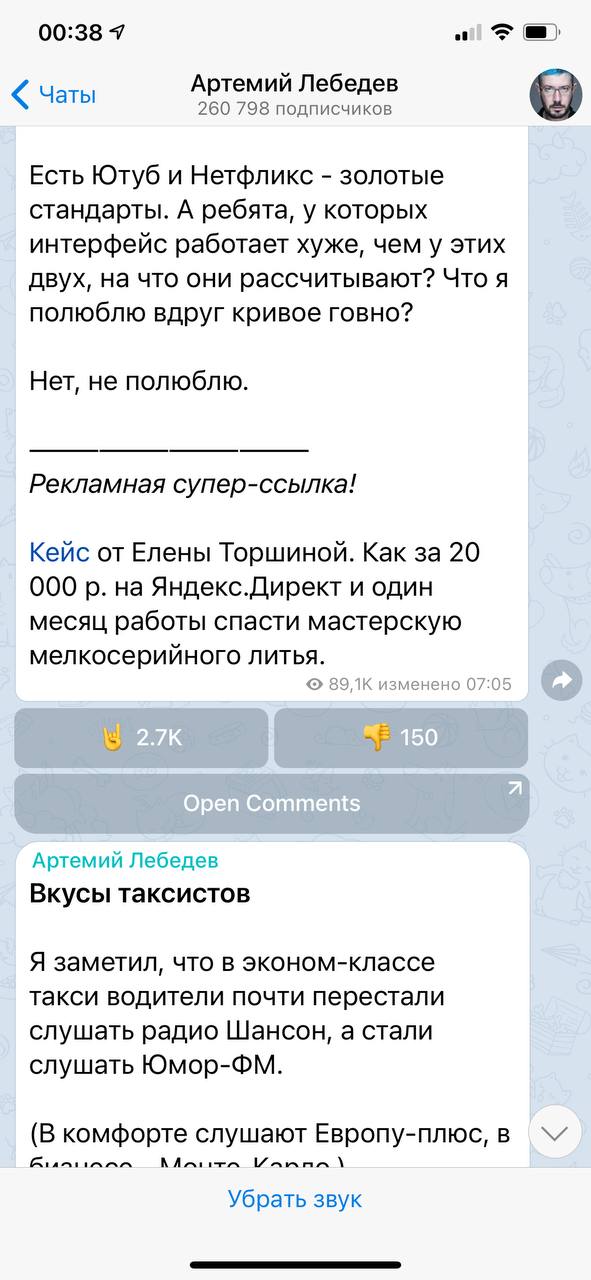 00:38
Чаты
Артемий Лебедев
260 798 подписчиков
Есть Ютуб и Нетфликс - золотые
стандарты. А ребята, у которых
интерфейс работает хуже, чем у этих
двух, на что они рассчитывают? Что я
полюблю вдруг кривое говно?
Нет, не полюблю.
____________________
Рекламная супер-ссылка!
Кейс от Елены Торшиной. Как за 20
000 р. на Яндекс.Директ и один
месяц работы спасти мастерскую
мелкосерийного литья.
89,1K изменено 07:05
🤘 2.7K
👎 150
Open Comments
Артемий Лебедев
Вкусы таксистов
Я заметил, что в эконом-классе
такси водители почти перестали
слушать радио Шансон, а стали
слушать Юмор-ФМ.
(В комфорте слушают Европу-плюс, в
бизнесе - Монте-Карло.)
Убрать звук